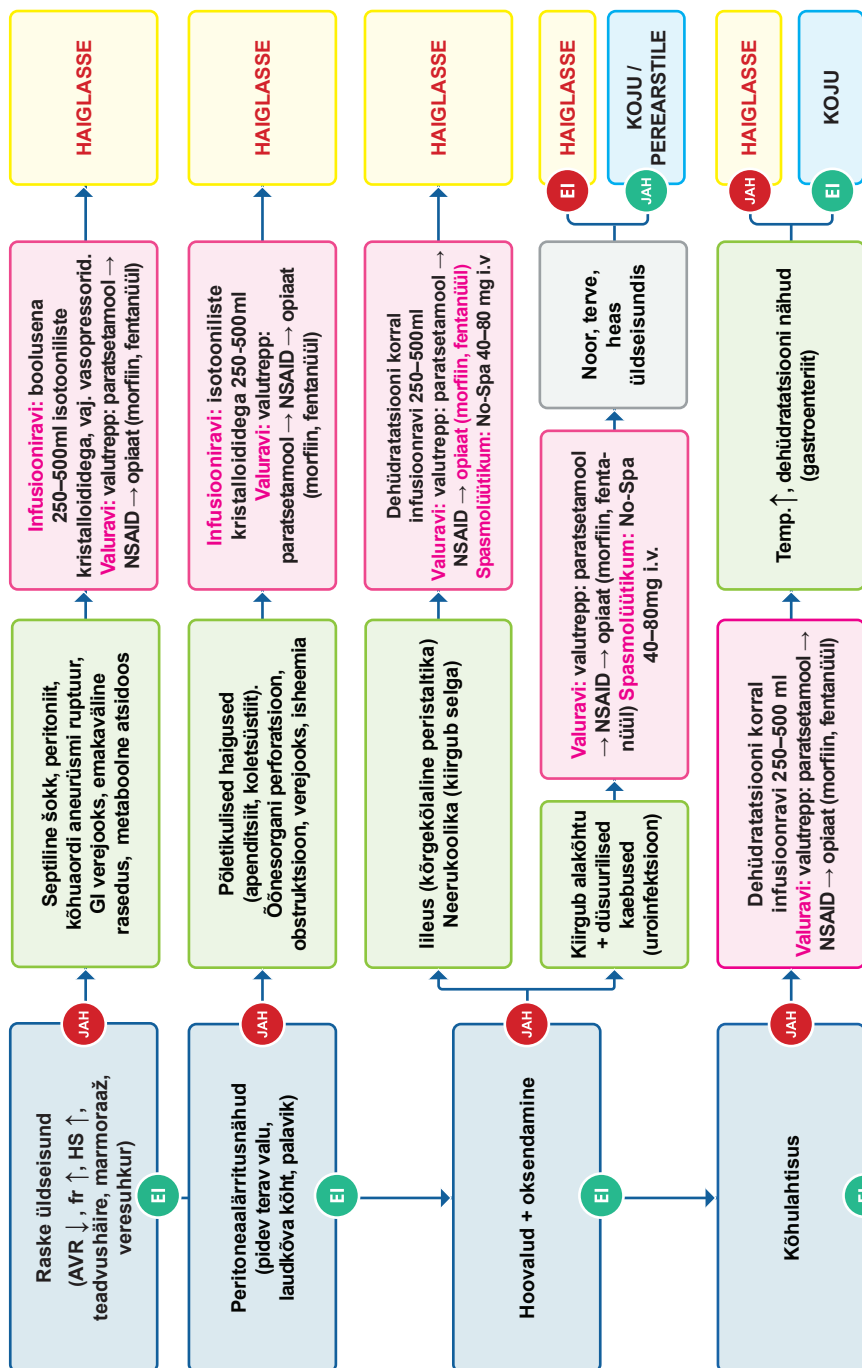 Raske üldseisund
(AVR ↓, fr ↑, HS ↑,
teadvushäire, marmoraaž,
veresuhkur)
JAH
EI
Septiline šokk, peritoniit,
kõhuaordi aneurüsmi ruptuur,
GI verejooks, emakaväline
rasedus, metaboolne atsidoos
Infusiooniravi: boolusena
250–500ml isotooniliste
kristalloididega, vaj. vasopressorid.
Valuravi: valutrepp: paratsetamool →
NSAID → opiaat (morfiin, fentanüül)
HAIGLASSE
Peritoneaalärritusnähud
(pidev terav valu,
laudkõva kõht, palavik)
JAH
EI
Põletikulised haigused
(apenditsiit, koletsüstiit).
Õõnesorgani perforatsioon,
obstruktsioon, verejooks, isheemia
Infusiooniravi: isotooniliste
kristalloididega 250-500ml
Valuravi: valutrepp:
paratsetamool → NSAID → opiaat
(morfiin, fentanüül)
HAIGLASSE
Hoovalud + oksendamine
JAH
EI
Iileus (kõrgekõlaline peristaltika)
Neerukoolika (kiirgub selga)
Dehüdratatsiooni korral
infusioonravi 250–500ml
Valuravi: valutrepp: paratsetamool →
NSAID → opiaat (morfiin, fentanüül)
Spasmolüütikum: No-Spa 40–80 mg i.v
HAIGLASSE
Kiirgub alakõhtu
+ düsuurilised
kaebused
(uroinfektsioon)
Valuravi: valutrepp: paratsetamool
→ NSAID → opiaat (morfiin, fenta-
nüül) Spasmolüütikum: No-Spa
40–80mg i.v.
Noor, terve,
heas
üldseisundis
EI
HAIGLASSE
JAH
KOJU /
PEREARSTILE
Kõhulahtisus
JAH
EI
Dehüdratatsiooni korral
infusioonravi 250–500 ml
Valuravi: valutrepp: paratsetamool →
NSAID → opiaat (morfiin, fentanüül)
Temp.↑, dehüdratatsiooni nähud
(gastroenteriit)
JAH
HAIGLASSE
EI
KOJU